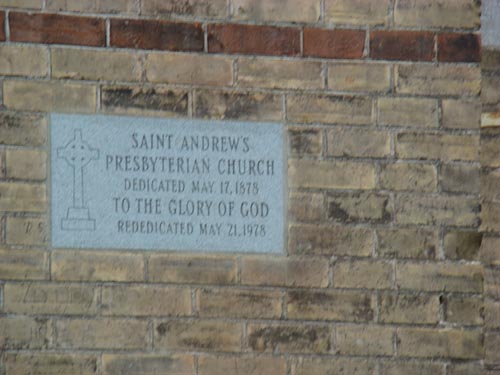 SAINT ANDREW'S
PRESBYTERIAN CHURCH
DEDICATED MAY 17, 1878
TO THE GLORY OF GOD
REDEDICATED MAY 21, 1978